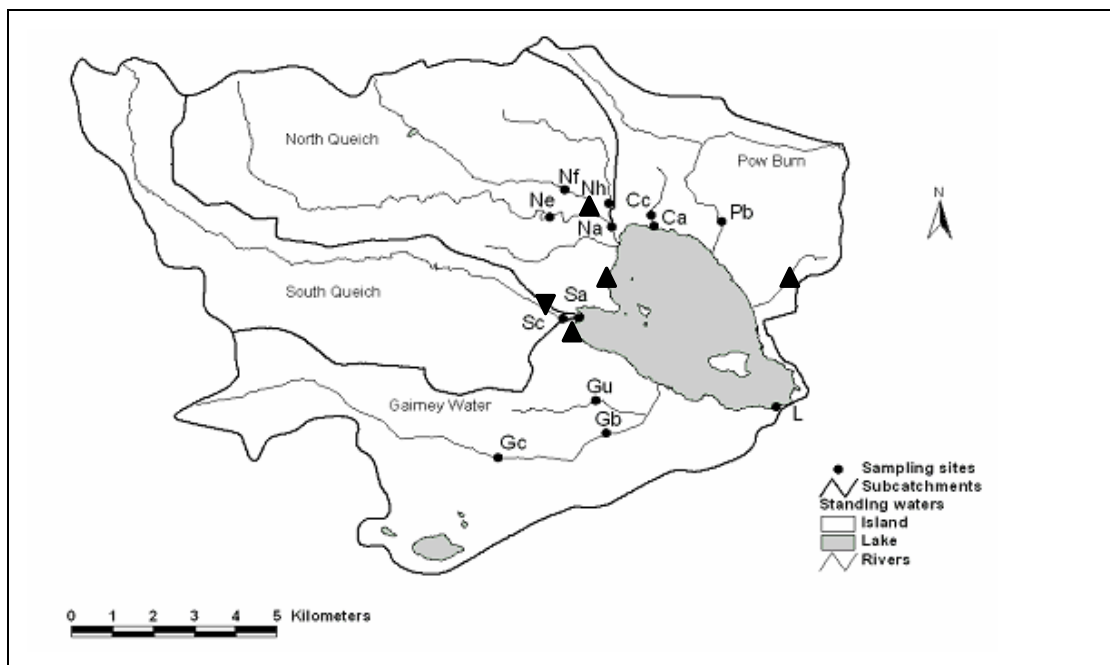 North Queich
Pow Burn
N
Nf
Nh
Ne
Na
Cc
Ca
Pb
South Queich
Sa
Sc
Gairney Water
Gu
Gb
Gc
L
Sampling sites
Subcatchments
Standing waters
Island
Lake
Rivers
0 1 2 3 4 5 Kilometers